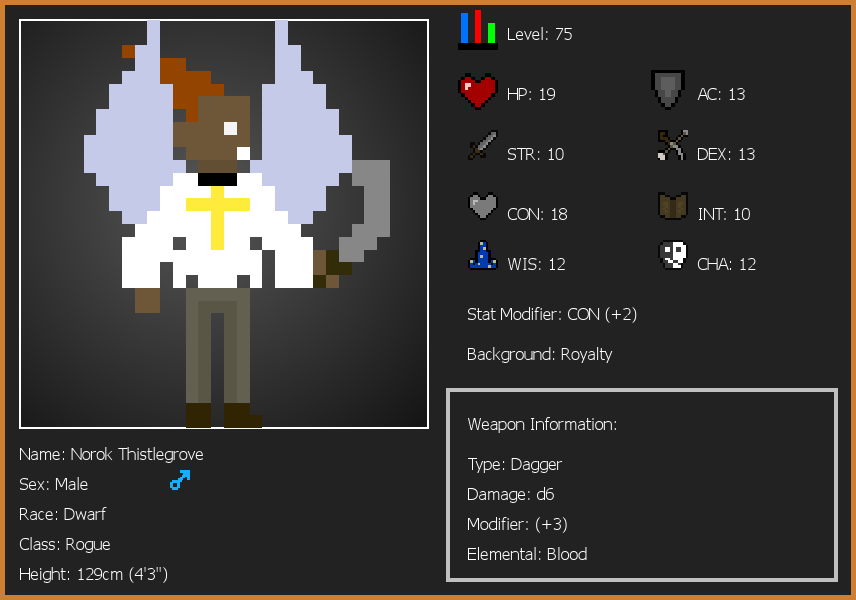 Level: 75
HP: 19
AC: 13
STR: 10
DEX: 13
CON: 18
INT: 10
WIS: 12
CHA: 12
Stat Modifier: CON (+2)
Background: Royalty
Weapon Information:
Type: Dagger
Damage: d6
Modifier: (+3)
Elemental: Blood
Name: Norok Thistlegrove
Sex: Male
Race: Dwarf
Class: Rogue
Height: 129cm (4'3")